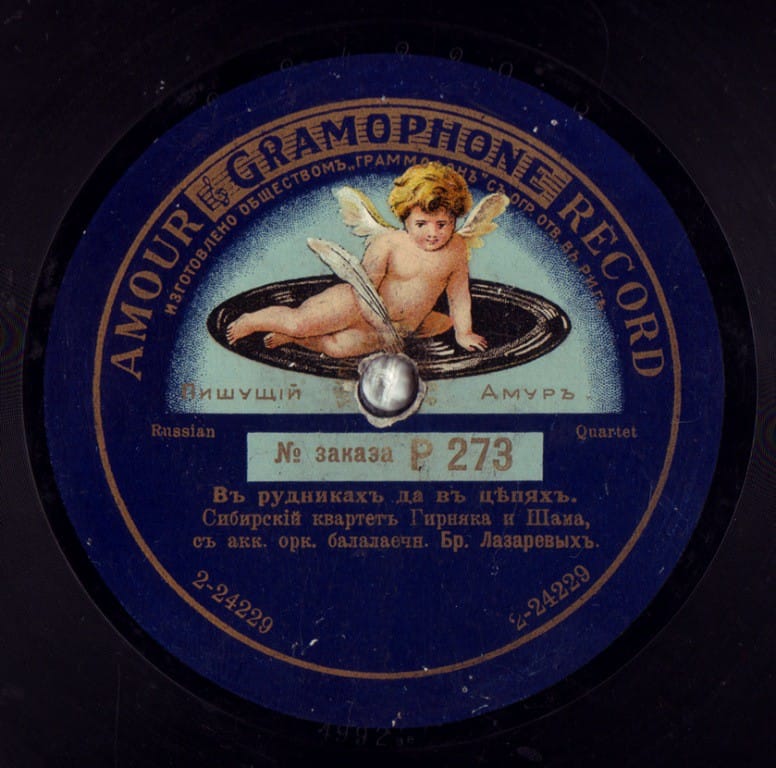 AMOUR GRAMOPHONE RECORD
ИЗГОТОВЛЕНО ОБЩЕСТВОМЪ „ГРАММОФОНЪ" СЪ ОГР. ОТВ. ВЪ РИГѢ
Пишущій Амуръ.
Russian Quartet
№ заказа Р 273
Въ рудникахъ да въ цѣпяхъ.
Сибирскій квартетъ Гирняка и Шама,
съ акк. орк. балалаечн. Бр. Лазаревыхъ.
2-24229 2-24229